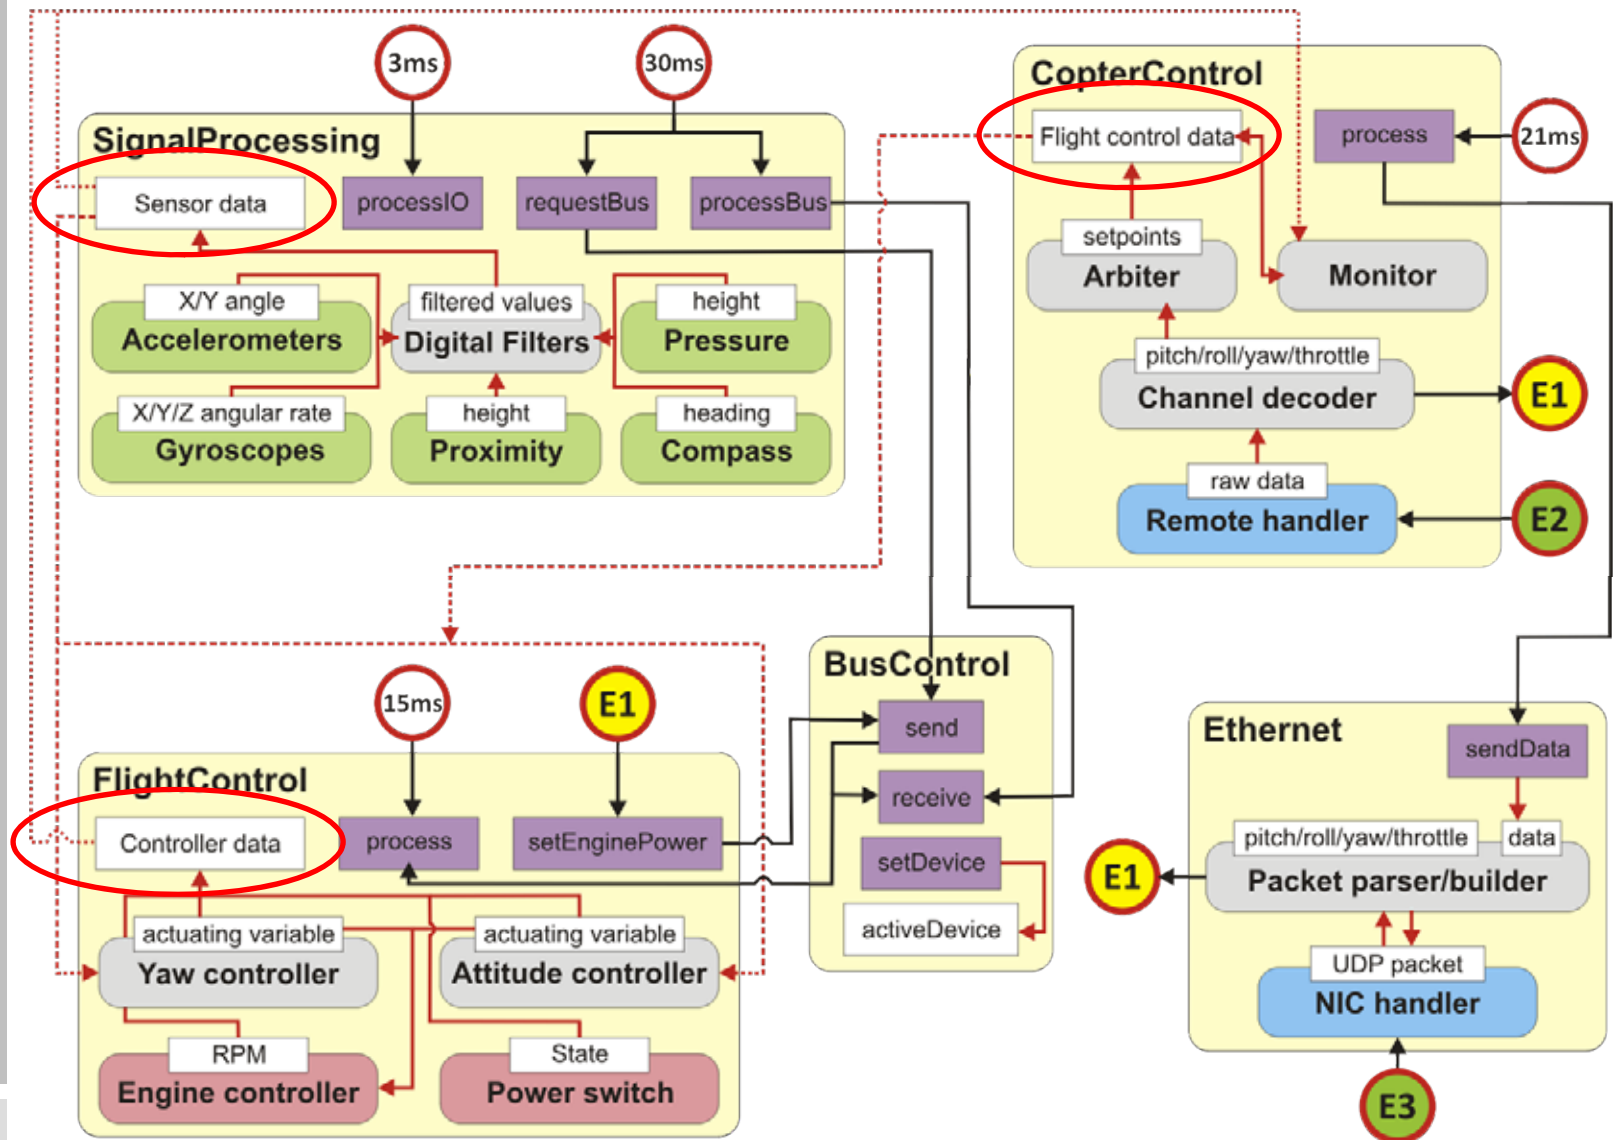 3ms
30ms
SignalProcessing
Sensor data
processIO
requestBus
processBus
X/Y angle
Accelerometers
filtered values
Digital Filters
height
Pressure
X/Y/Z angular rate
Gyroscopes
height
Proximity
heading
Compass
CopterControl
Flight control data
process
21ms
setpoints
Arbiter
Monitor
pitch/roll/yaw/throttle
Channel decoder
E1
raw data
Remote handler
E2
15ms
E1
FlightControl
Controller data
process
setEnginePower
actuating variable
Yaw controller
actuating variable
Attitude controller
RPM
Engine controller
State
Power switch
BusControl
send
receive
setDevice
activeDevice
Ethernet
sendData
pitch/roll/yaw/throttle
data
Packet parser/builder
E1
UDP packet
NIC handler
E3